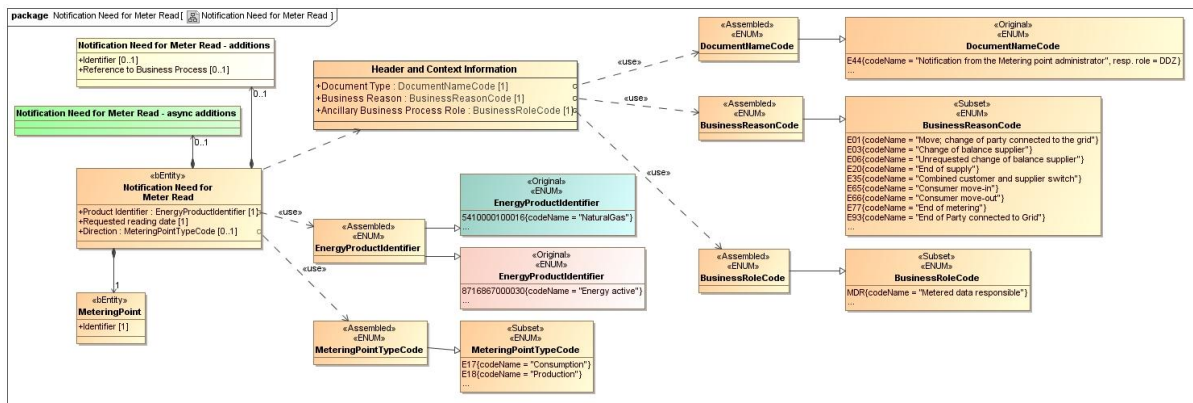 package Notification Need for Meter Read [ Notification Need for Meter Read ]
Notification Need for Meter Read - additions
+Identifier [0..1]
+Reference to Business Process [0..1]
0..1
Notification Need for Meter Read - async additions
0..1
«bEntity»
Notification Need for
Meter Read
+Product Identifier : EnergyProductIdentifier [1]
+Requested reading date [1]
+Direction : MeteringPointTypeCode [0..1]
1
«bEntity»
MeteringPoint
+Identifier [1]
Header and Context Information
+Document Type : DocumentNameCode [1]
+Business Reason : BusinessReasonCode [1]
+Ancillary Business Process Role : BusinessRoleCode [1]
«use»
«use»
«use»
«use»
«use»
«Assembled»
«ENUM»
EnergyProductIdentifier
«Original»
«ENUM»
EnergyProductIdentifier
5410000100016{codeName = "NaturalGas"}
...
«Original»
«ENUM»
EnergyProductIdentifier
8716867000030{codeName = "Energy active"}
...
«Assembled»
«ENUM»
MeteringPointTypeCode
«Subset»
«ENUM»
MeteringPointTypeCode
E17{codeName = "Consumption"}
E18{codeName = "Production"}
...
«Assembled»
«ENUM»
DocumentNameCode
«Original»
«ENUM»
DocumentNameCode
E44{codeName = "Notification from the Metering point administrator", resp. role = DDZ}
...
«Assembled»
«ENUM»
BusinessReasonCode
«Subset»
«ENUM»
BusinessReasonCode
E01{codeName = "Move; change of party connected to the grid"}
E03{codeName = "Change of balance supplier"}
E06{codeName = "Unrequested change of balance supplier"}
E20{codeName = "End of supply"}
E35{codeName = "Combined customer and supplier switch"}
E65{codeName = "Consumer move-in"}
E66{codeName = "Consumer move-out"}
E77{codeName = "End of metering"}
E93{codeName = "End of Party connected to Grid"}
...
«Assembled»
«ENUM»
BusinessRoleCode
«Subset»
«ENUM»
BusinessRoleCode
MDR{codeName = "Metered data responsible"}
...